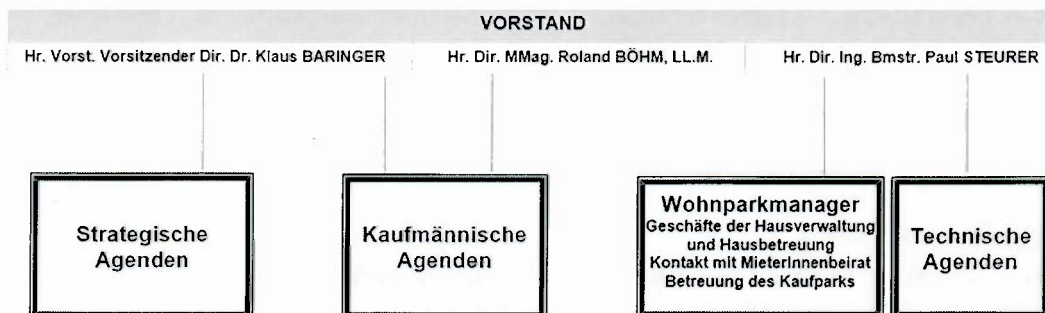 VORSTAND
Hr. Vorst. Vorsitzender Dir. Dr. Klaus BARINGER
Hr. Dir. MMag. Roland BÖHM, LL.M.
Hr. Dir. Ing. Bmstr. Paul STEURER
Strategische
Agenden
Kaufmännische
Agenden
Wohnparkmanager
Geschäfte der Hausverwaltung
und Hausbetreuung
Kontakt mit MieterInnenbeirat
Betreuung des Kaufparks
Technische
Agenden